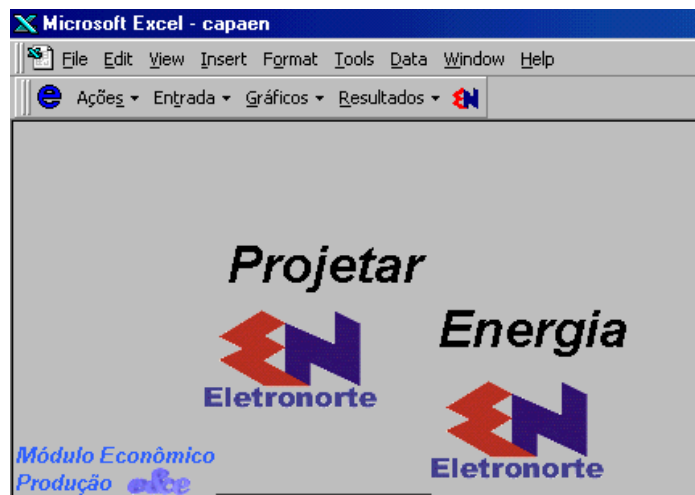 Microsoft Excel - capaen
File Edit View Insert Format Tools Data Window Help
Ações Entrada Gráficos Resultados EN
Projetar
Energia
Eletronorte
Eletronorte
Módulo Econômico
Produção